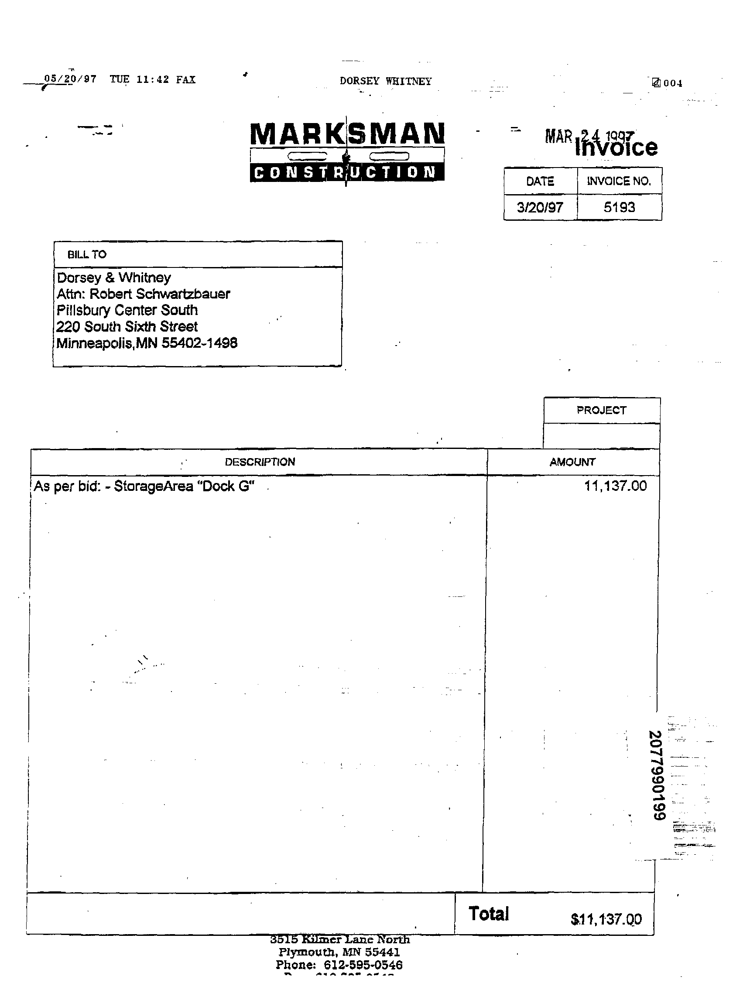 05/20/97 TUE 11:42 FAX DORSEY WHITNEY 004
MARKSMAN
CONSTRUCTION
MAR 24 1997
Invoice
DATE INVOICE NO.
3/20/97 5193
BILL TO
Dorsey & Whitney
Attn: Robert Schwartzbauer
Pillsbury Center South
220 South Sixth Street
Minneapolis,MN 55402-1498
PROJECT
DESCRIPTION AMOUNT
As per bid: - StorageArea "Dock G" 11,137.00
2077990199
Total $11,137.00
3515 Kilmer Lane North
Plymouth, MN 55441
Phone: 612-595-0546